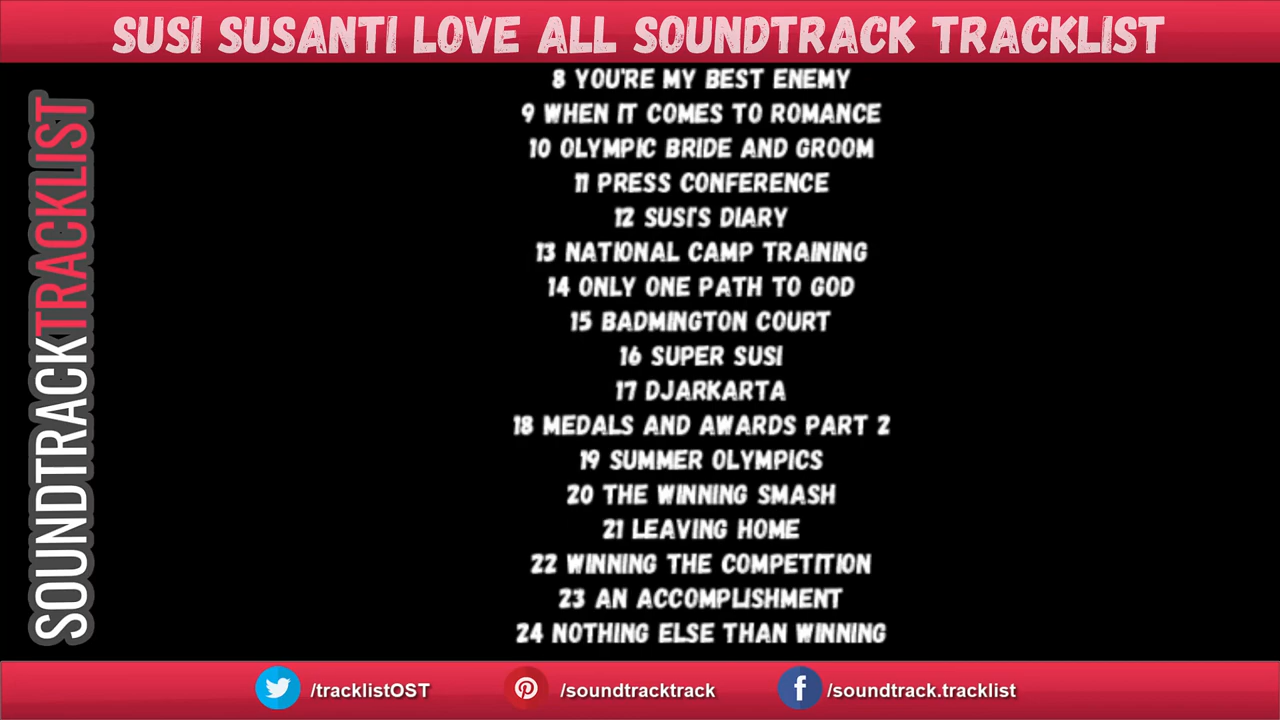 SUSI SUSANTI LOVE ALL SOUNDTRACK TRACKLIST
SOUNDTRACKTRACKLIST
8 YOU'RE MY BEST ENEMY
9 WHEN IT COMES TO ROMANCE
10 OLYMPIC BRIDE AND GROOM
11 PRESS CONFERENCE
12 SUSI'S DIARY
13 NATIONAL CAMP TRAINING
14 ONLY ONE PATH TO GOD
15 BADMINGTON COURT
16 SUPER SUSI
17 DJARKARTA
18 MEDALS AND AWARDS PART 2
19 SUMMER OLYMPICS
20 THE WINNING SMASH
21 LEAVING HOME
22 WINNING THE COMPETITION
23 AN ACCOMPLISHMENT
24 NOTHING ELSE THAN WINNING
/tracklistOST /soundtracktrack /soundtrack.tracklist